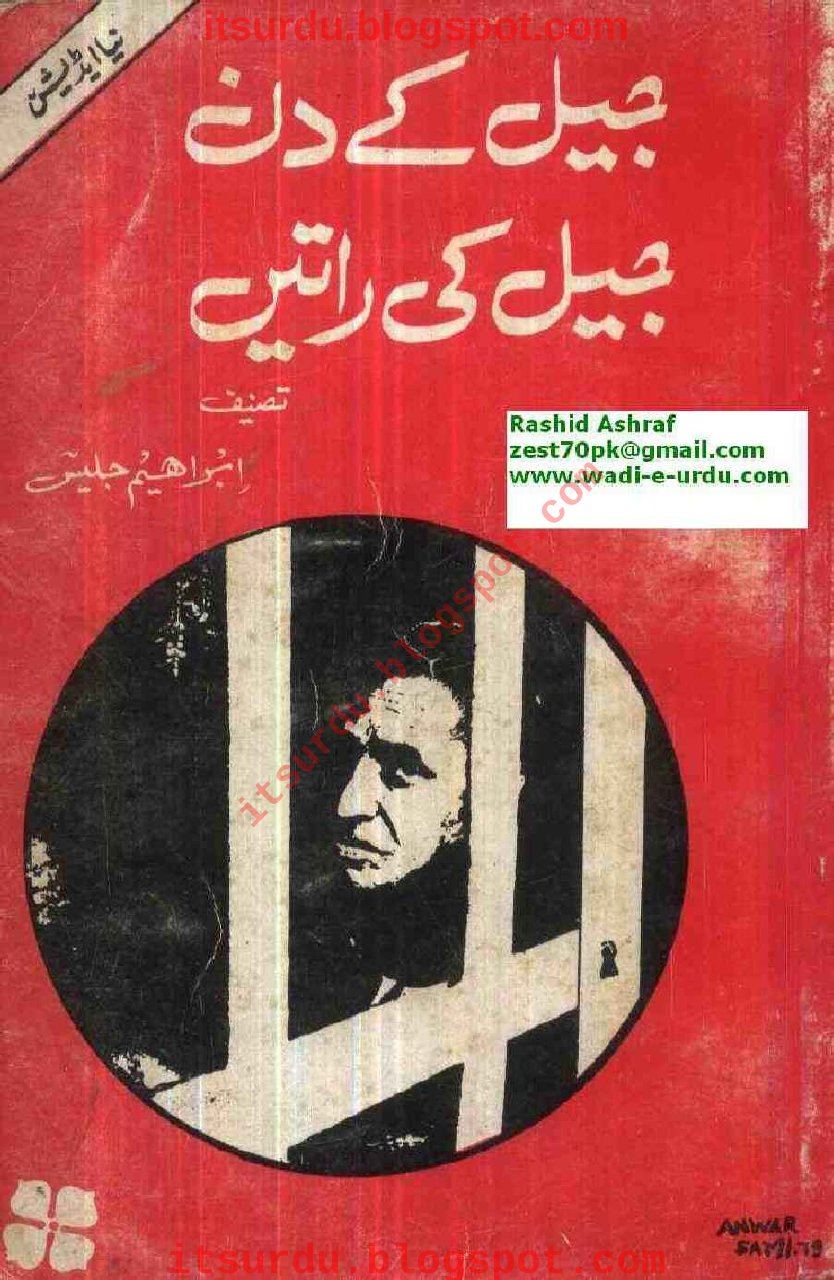 itsurdu.blogspot.com
نیا ایڈیشن
جیل کے دن
جیل کی راتیں
تصنیف
ابراهیم جلیس
Rashid Ashraf
zest70pk@gmail.com
www.wadi-e-urdu.com
itsurdu.blogspot.com
ANWAR
itsurdu.blogspot.com